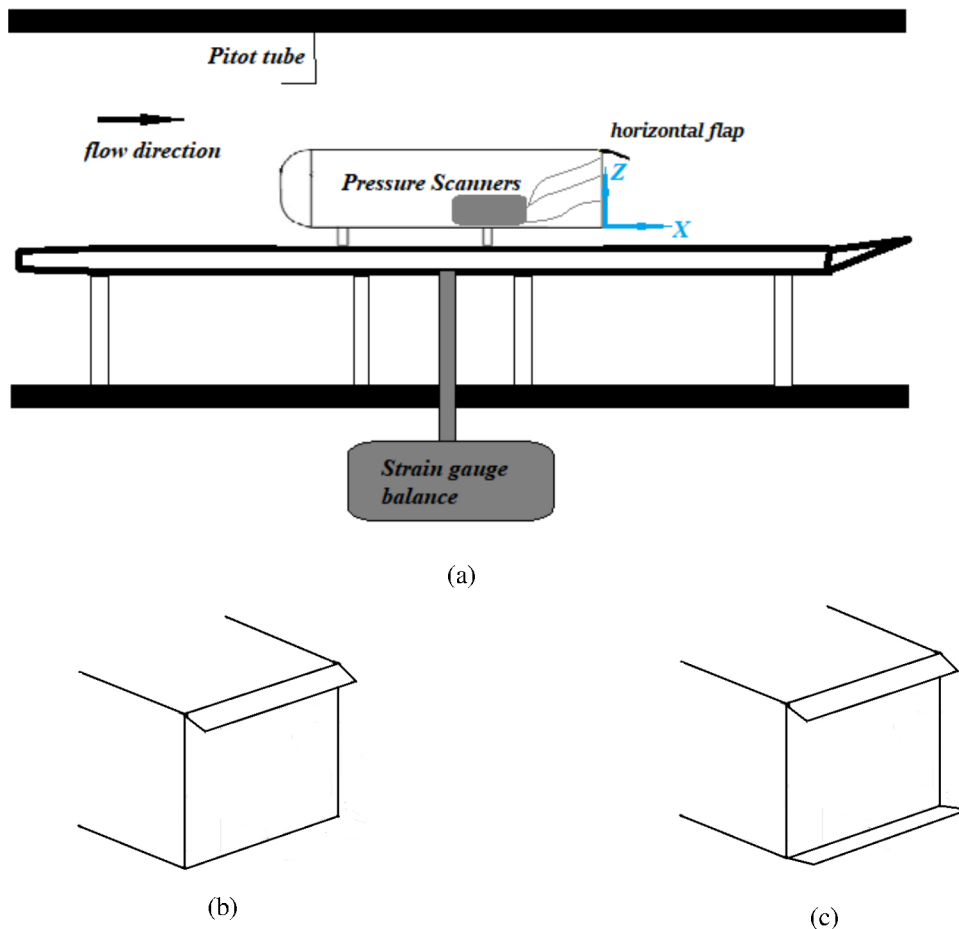 Pitot tube
flow direction
horizontal flap
Pressure Scanners
Z
X
Strain gauge
balance
(a)
(b)
(c)